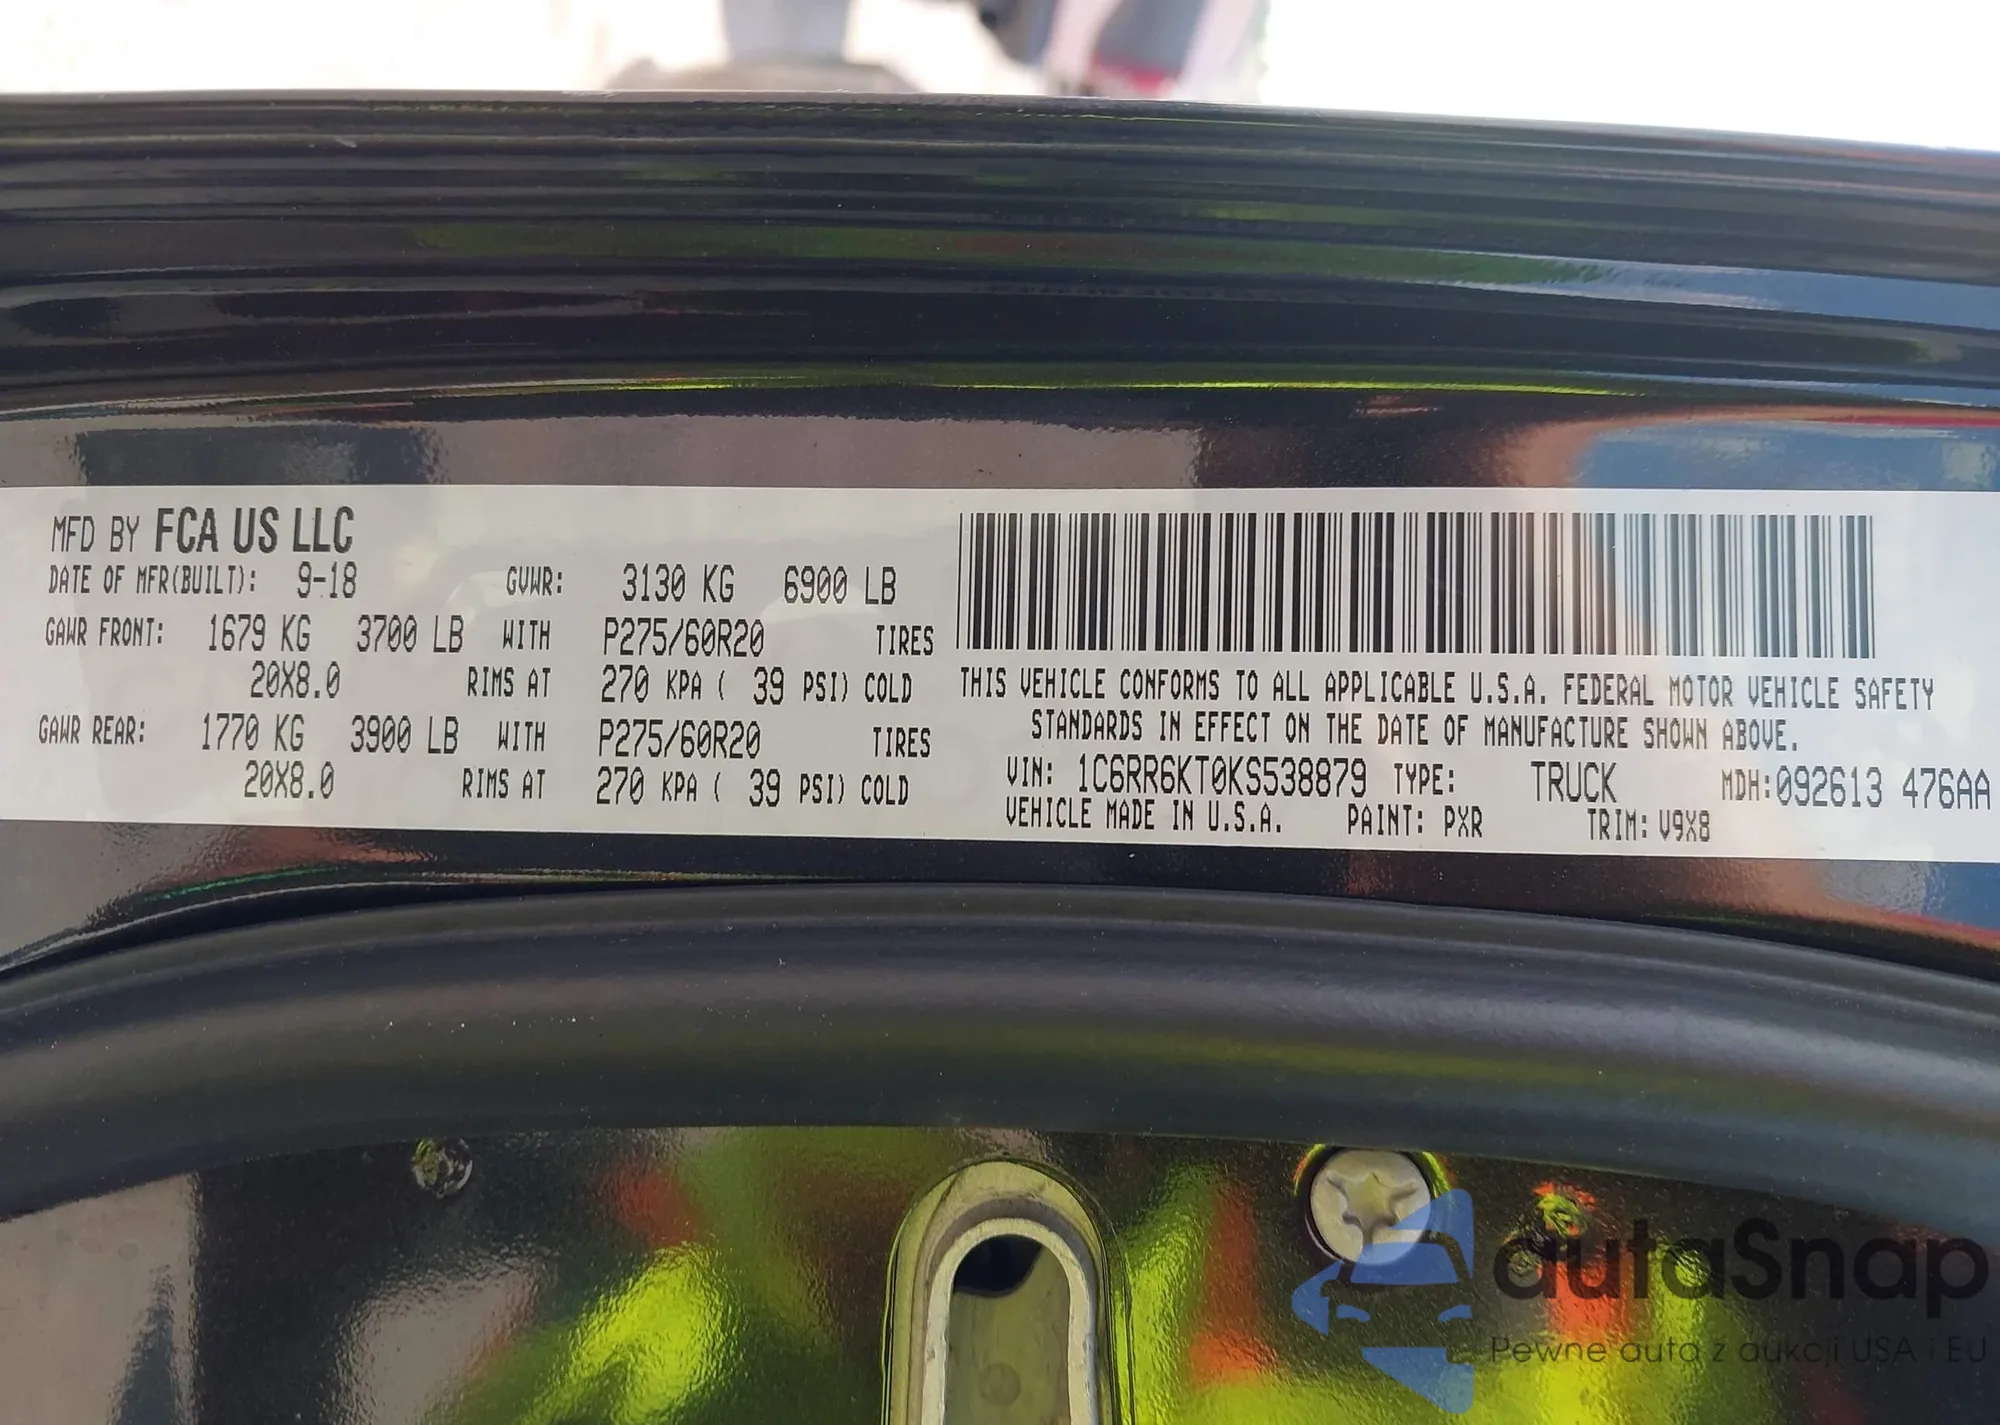 MFD BY FCA US LLC
DATE OF MFR(BUILT): 9-18 GVWR: 3130 KG 6900 LB
GAWR FRONT: 1679 KG 3700 LB WITH P275/60R20 TIRES
20X8.0 RIMS AT 270 KPA ( 39 PSI) COLD
GAWR REAR: 1770 KG 3900 LB WITH P275/60R20 TIRES
20X8.0 RIMS AT 270 KPA ( 39 PSI) COLD
THIS VEHICLE CONFORMS TO ALL APPLICABLE U.S.A. FEDERAL MOTOR VEHICLE SAFETY
STANDARDS IN EFFECT ON THE DATE OF MANUFACTURE SHOWN ABOVE.
VIN: 1C6RR6KT0KS538879 TYPE: TRUCK MDH:092613 476AA
VEHICLE MADE IN U.S.A. PAINT: PXR TRIM: V9X8
autaSnap
Pewne auta z aukcji USA i EU